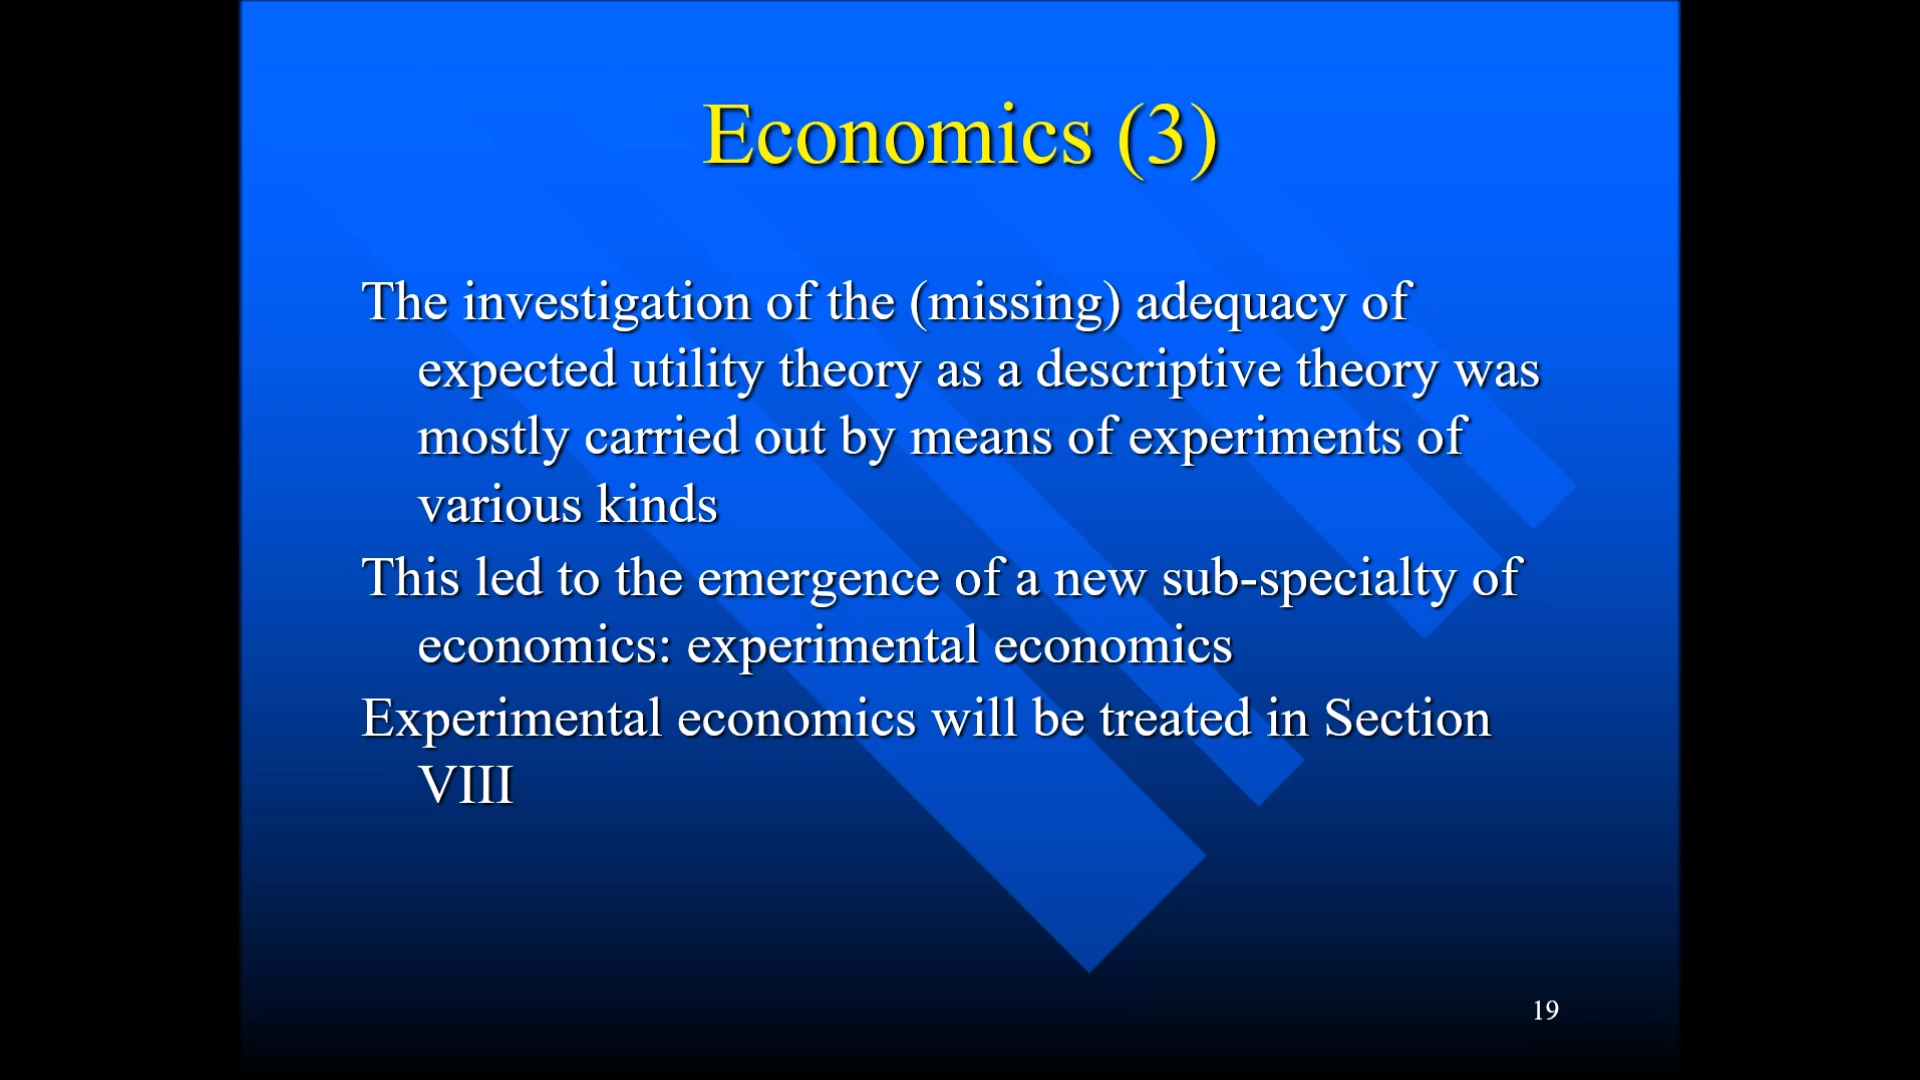 Economics (3)
The investigation of the (missing) adequacy of
expected utility theory as a descriptive theory was
mostly carried out by means of experiments of
various kinds
This led to the emergence of a new sub-specialty of
economics: experimental economics
Experimental economics will be treated in Section
VIII
19